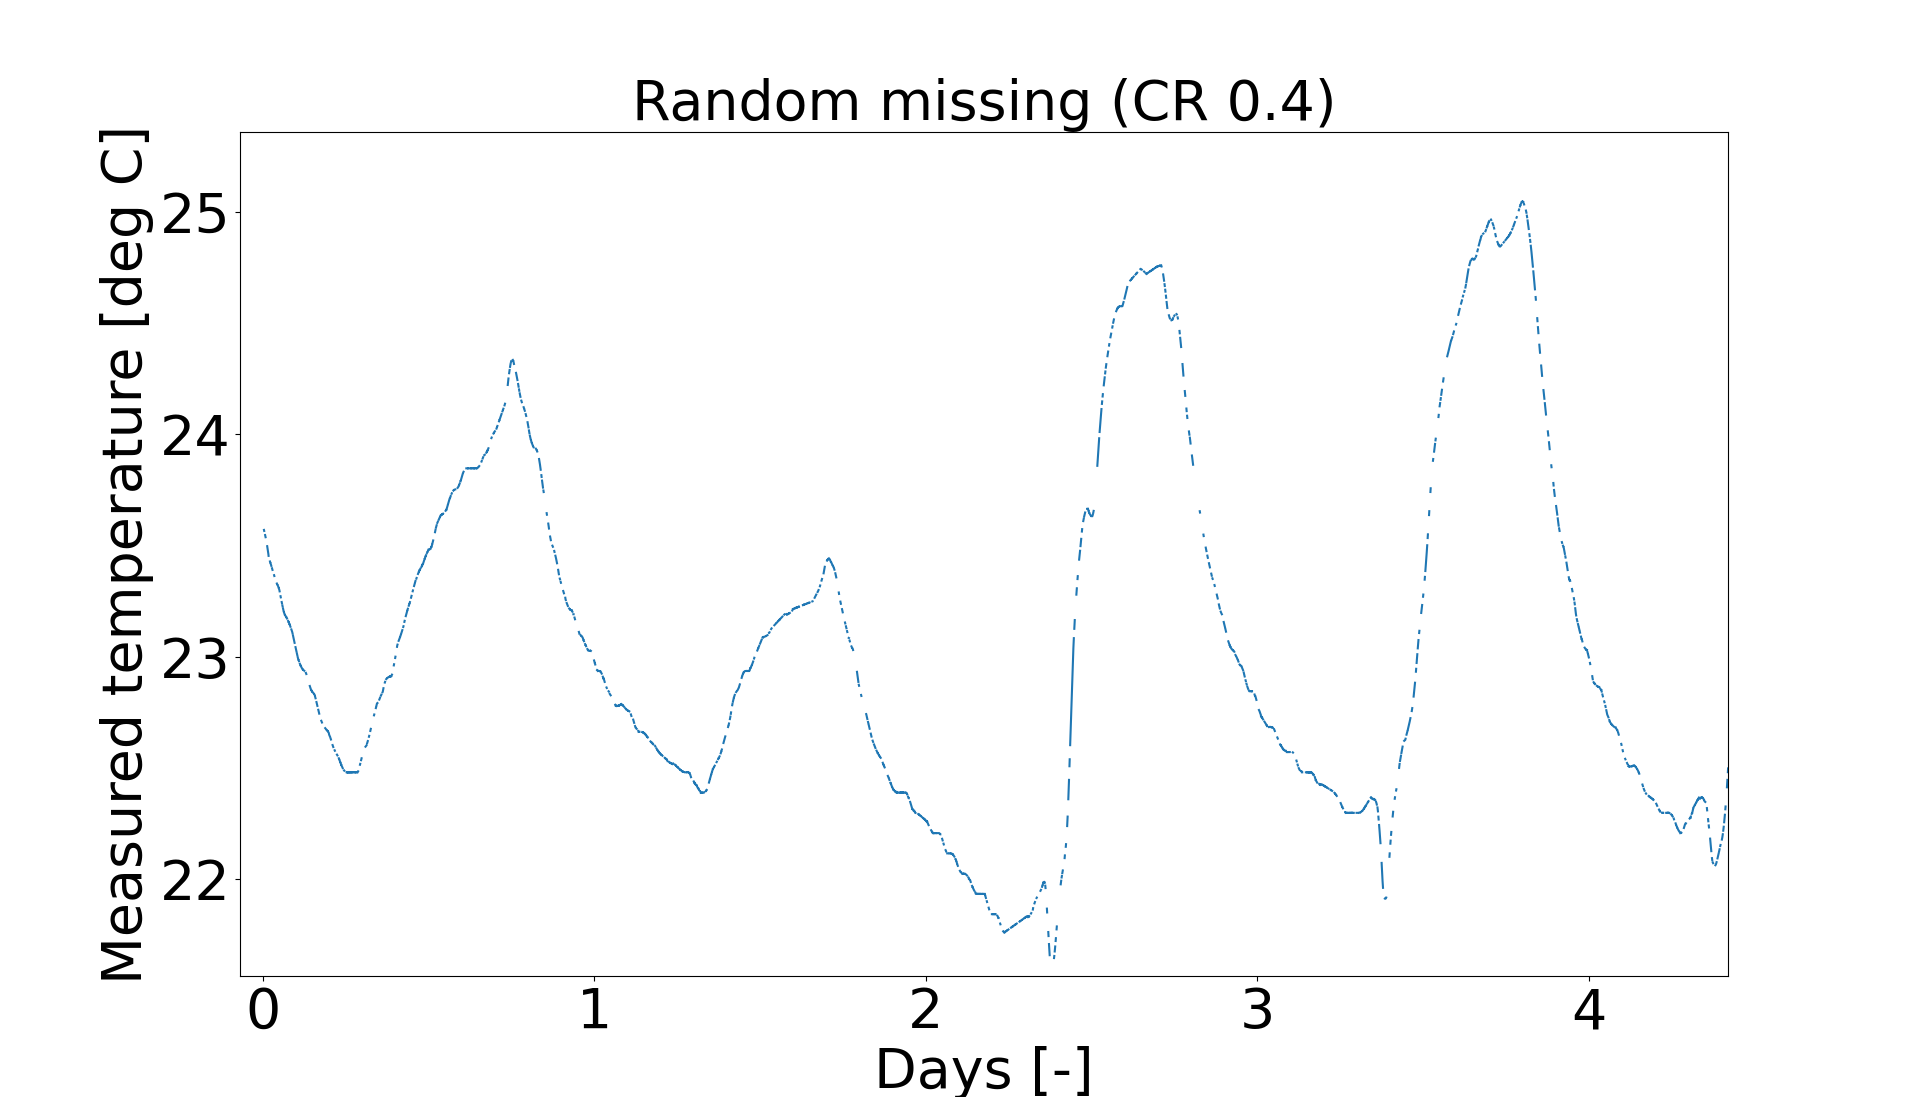 Random missing (CR 0.4)
Measured temperature [deg C]
25
24
23
22
0 1 2 3 4
Days [-]